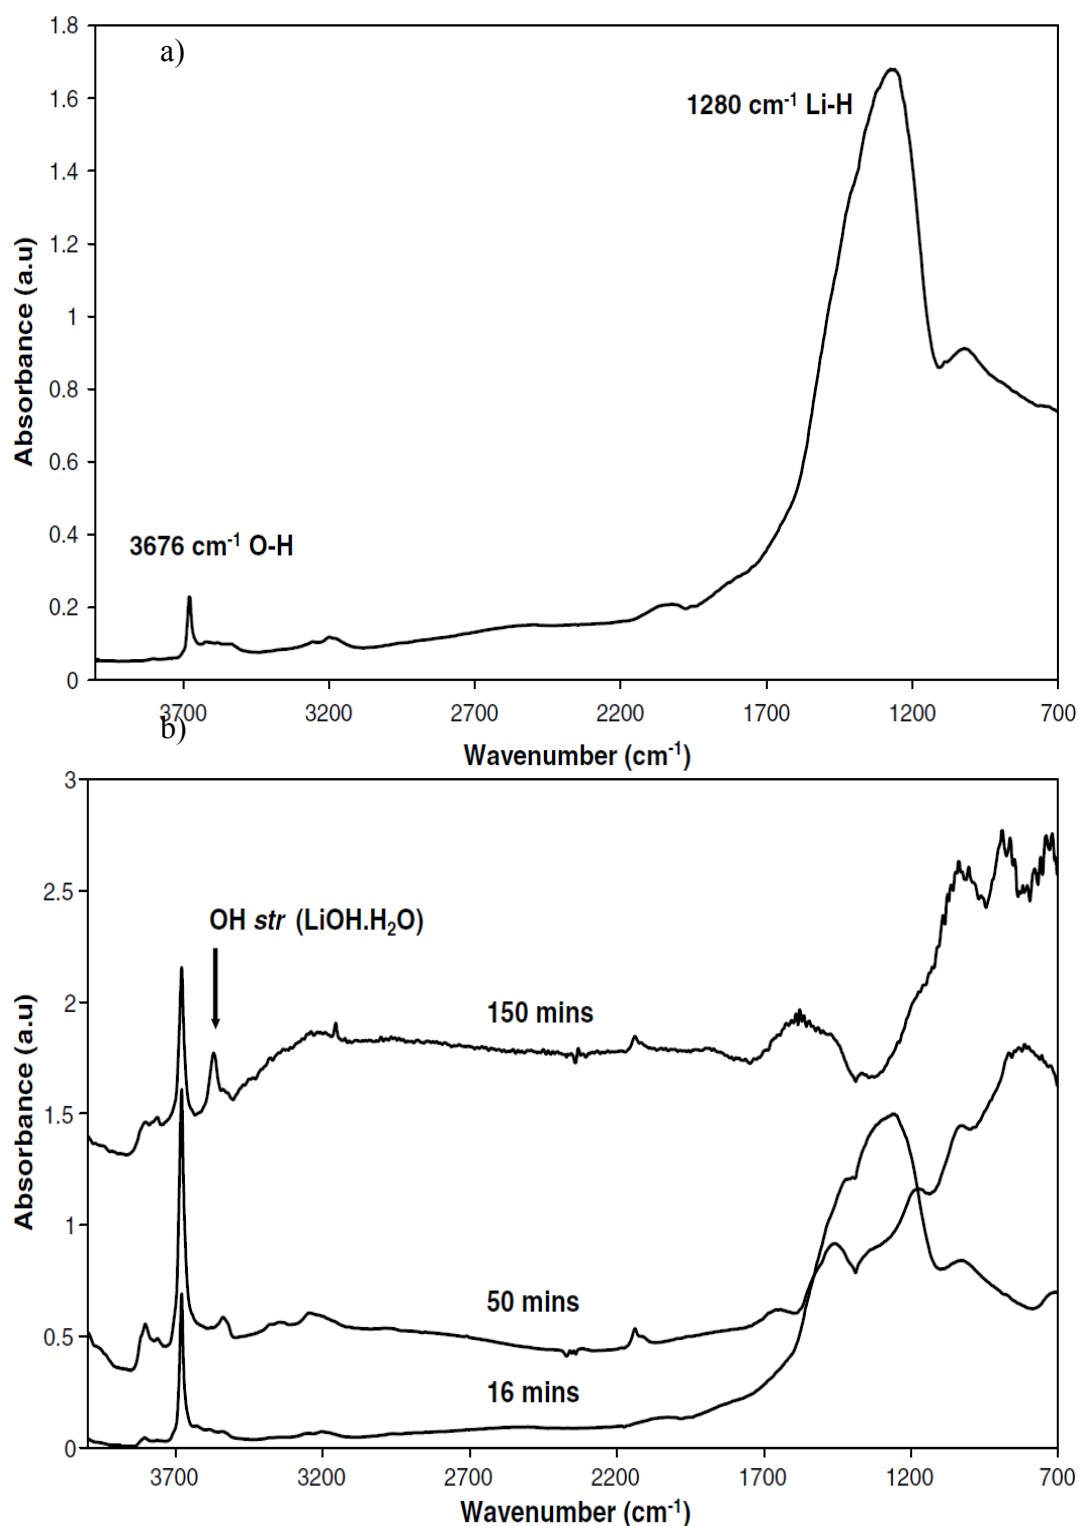 a)
1.8
1.6
1.4
1.2
1
0.8
0.6
0.4
0.2
0
Absorbance (a.u)
1280 cm⁻¹ Li-H
3676 cm⁻¹ O-H
3700 3200 2700 2200 1700 1200 700
Wavenumber (cm⁻¹)
b)
3
2.5
2
1.5
1
0.5
0
Absorbance (a.u)
OH str (LiOH.H₂O)
150 mins
50 mins
16 mins
3700 3200 2700 2200 1700 1200 700
Wavenumber (cm⁻¹)